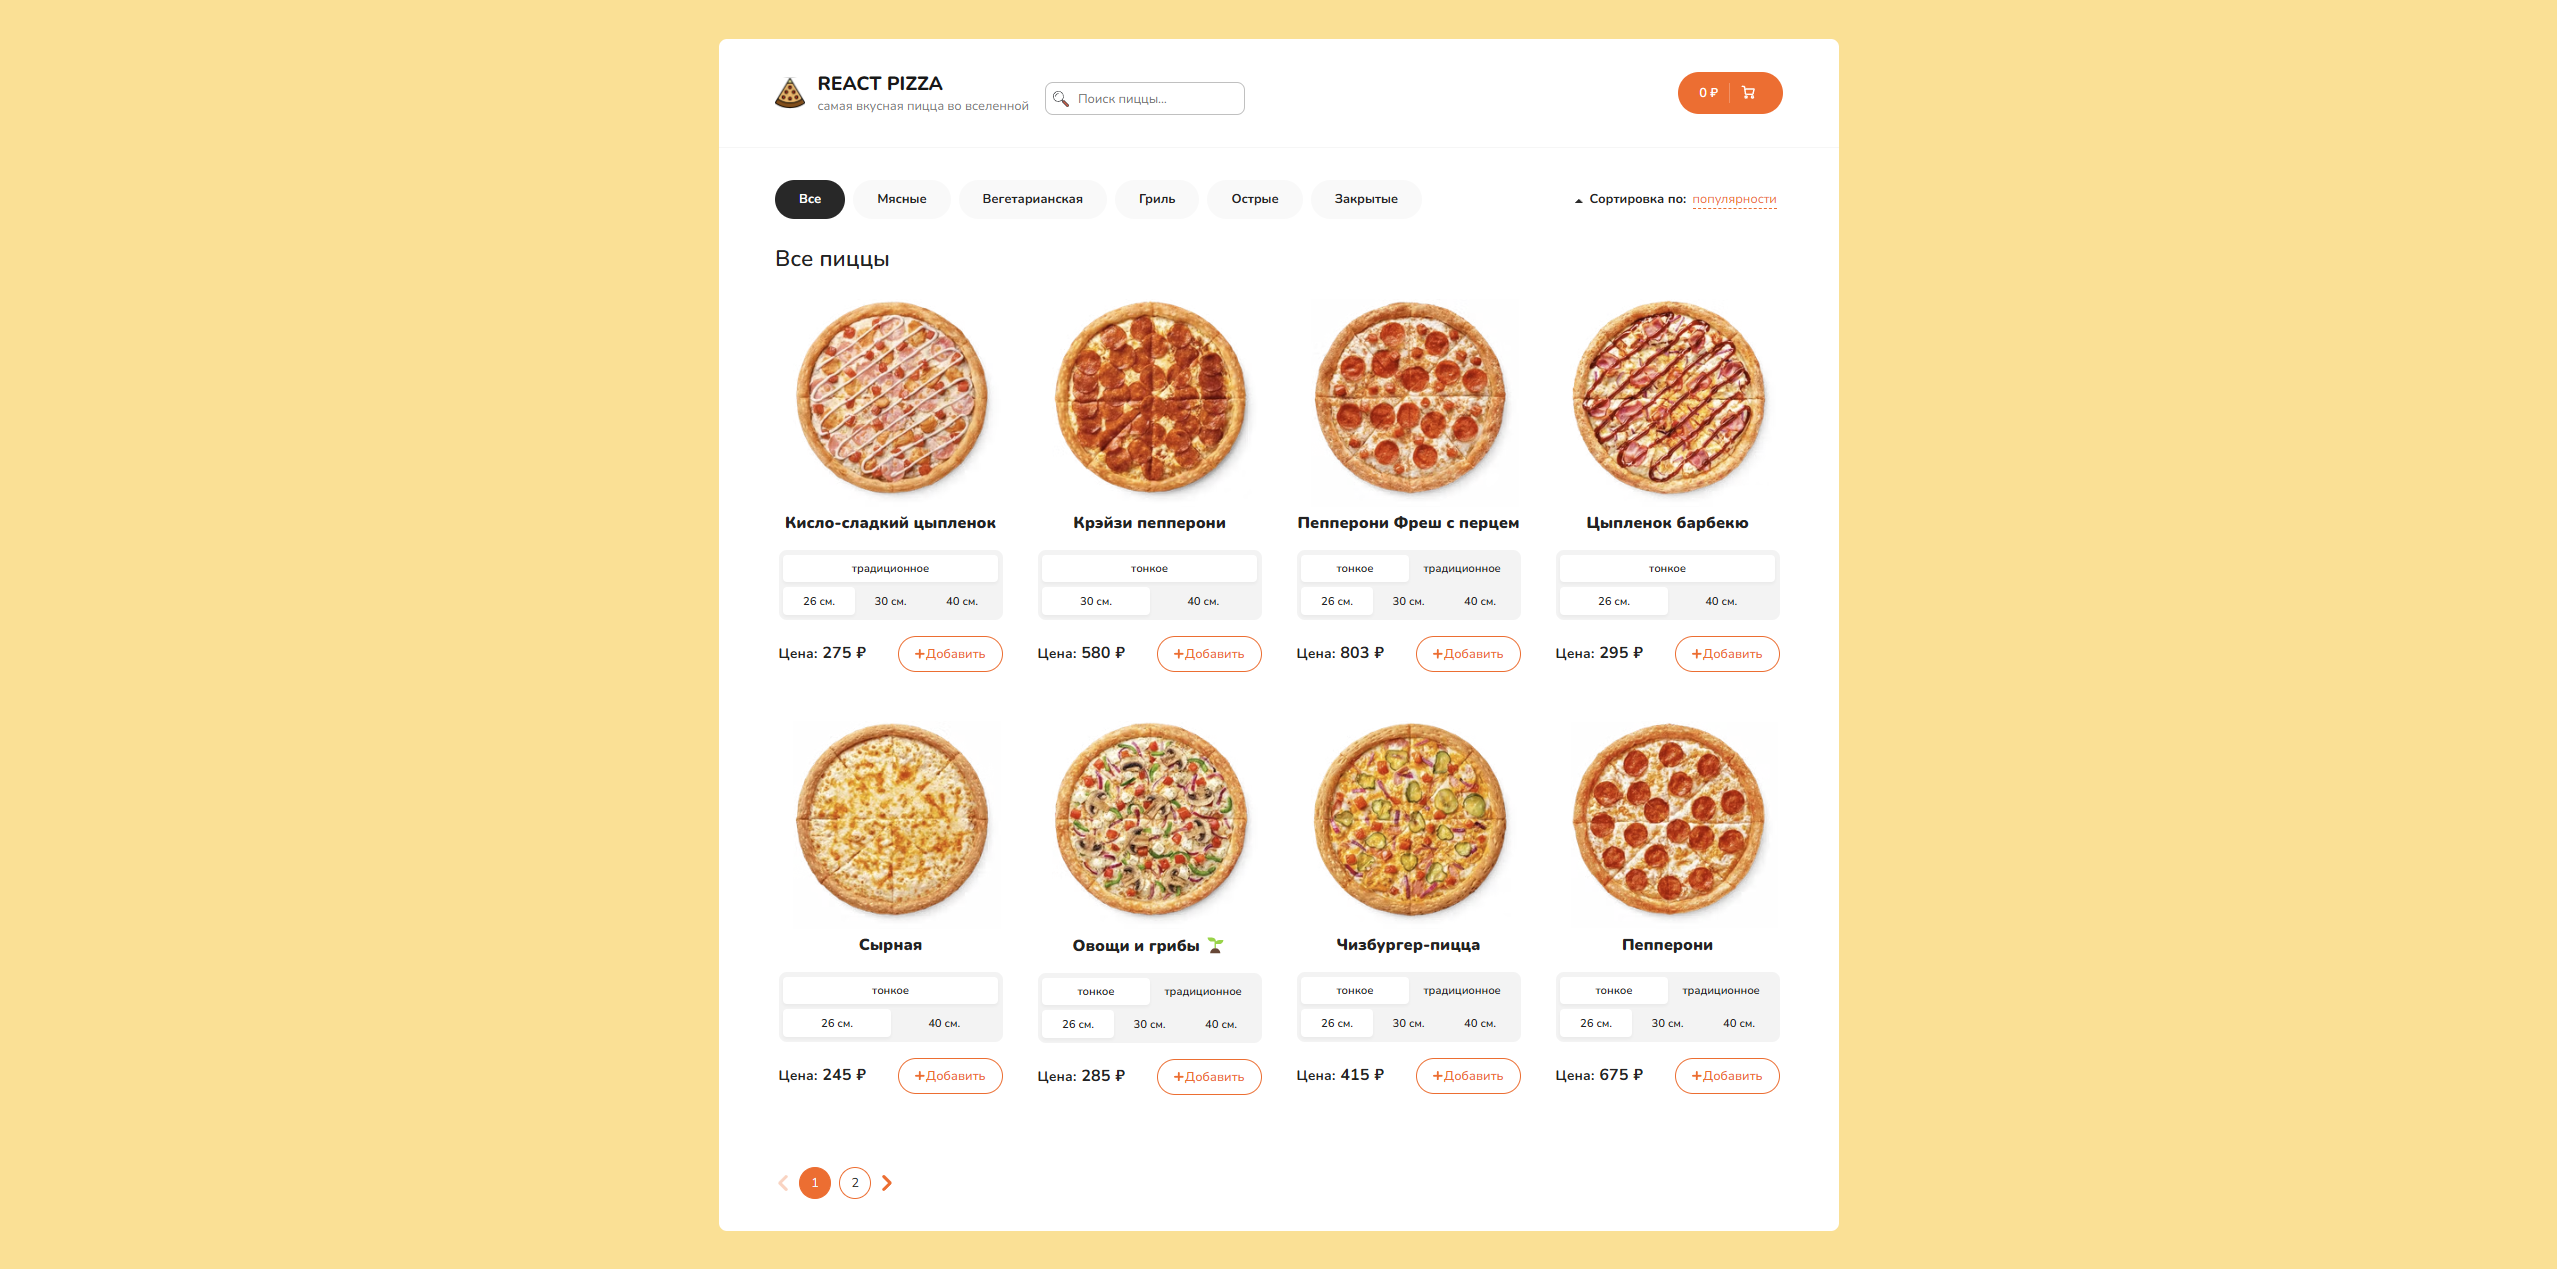 REACT PIZZA
самая вкусная пицца во вселенной
Поиск пиццы...
0 ₽
Все
Мясные
Вегетарианская
Гриль
Острые
Закрытые
Сортировка по: популярности
Все пиццы
Кисло-сладкий цыпленок
традиционное
26 см. 30 см. 40 см.
Цена: 275 ₽
+Добавить
Крэйзи пепперони
тонкое
30 см. 40 см.
Цена: 580 ₽
+Добавить
Пепперони Фреш с перцем
тонкое традиционное
26 см. 30 см. 40 см.
Цена: 803 ₽
+Добавить
Цыпленок барбекю
тонкое
26 см. 40 см.
Цена: 295 ₽
+Добавить
Сырная
тонкое
26 см. 40 см.
Цена: 245 ₽
+Добавить
Овощи и грибы 🌱
тонкое традиционное
26 см. 30 см. 40 см.
Цена: 285 ₽
+Добавить
Чизбургер-пицца
тонкое традиционное
26 см. 30 см. 40 см.
Цена: 415 ₽
+Добавить
Пепперони
тонкое традиционное
26 см. 30 см. 40 см.
Цена: 675 ₽
+Добавить
1 2